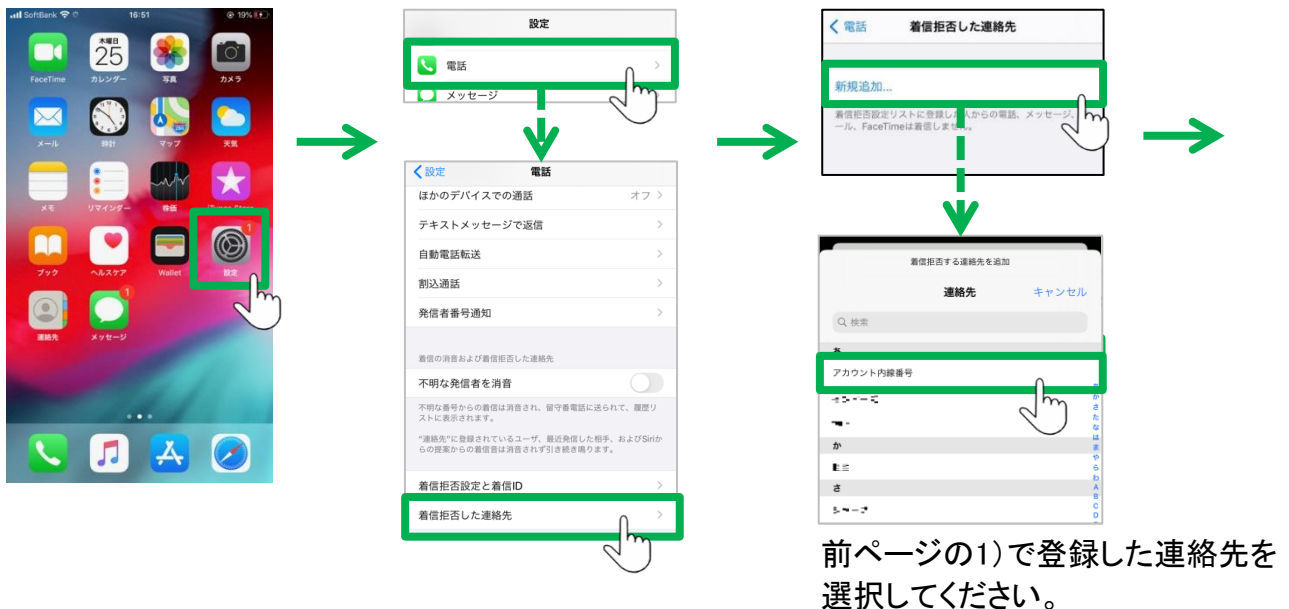 SoftBank 16:51 19%
木曜日
25
FaceTime カレンダー 写真 カメラ
メール 時計 マップ 天気
メモ リマインダー 株価
ブック ヘルスケア Wallet 設定
1
連絡先 メッセージ
1
設定
電話
メッセージ
設定 電話
ほかのデバイスでの通話 オフ
テキストメッセージで返信
自動電話転送
割込通話
発信者番号通知
着信の消音および着信拒否した連絡先
不明な発信者を消音
不明な番号からの着信は消音され、留守番電話に送られて、履歴リ
ストに表示されます。
"連絡先"に登録されているユーザ、最近発信した相手、およびSiriか
らの提案からの着信音は消音されず引き続き鳴ります。
着信拒否設定と着信ID
着信拒否した連絡先
電話 着信拒否した連絡先
新規追加...
着信拒否設定リストに登録した人からの電話、メッセージ、
ール、FaceTimeは着信しません。
着信拒否する連絡先を追加
連絡先 キャンセル
検索
あ
アカウント内線番号
か
さ
か
さ
た
な
は
ま
や
ら
わ
A
B
C
D
前ページの1)で登録した連絡先を
選択してください。